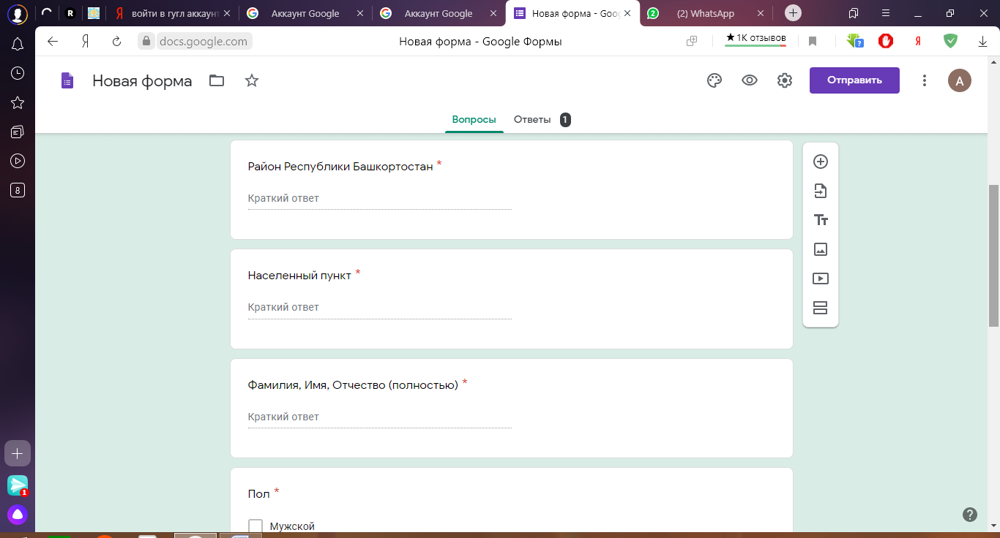 войти в гугл аккаунт
Аккаунт Google
Аккаунт Google
Новая форма - Goo
2
(2) WhatsApp
Я
docs.google.com
Новая форма - Google Формы
★ 1K отзывов
?
Я
Новая форма
Отправить
A
Вопросы
Ответы
1
Район Республики Башкортостан *
Краткий ответ
Населенный пункт *
Краткий ответ
Фамилия, Имя, Отчество (полностью) *
Краткий ответ
Пол *
Мужской
8
1
R
Я
Tт
?